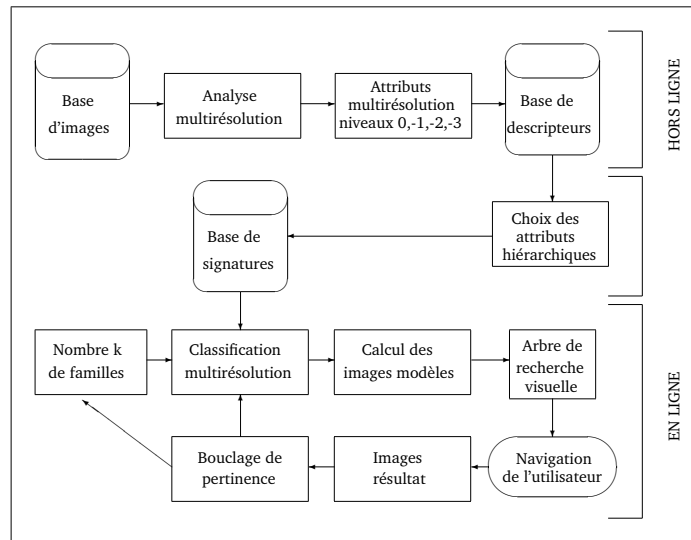 Base
d'images
Analyse
multirésolution
Attributs
multirésolution
niveaux 0,-1,-2,-3
Base de
descripteurs
HORS LIGNE
Base de
signatures
Choix des
attributs
hiérarchiques
Nombre k
de familles
Classification
multirésolution
Calcul des
images modèles
Arbre de
recherche
visuelle
EN LIGNE
Bouclage de
pertinence
Images
résultat
Navigation
de l'utilisateur